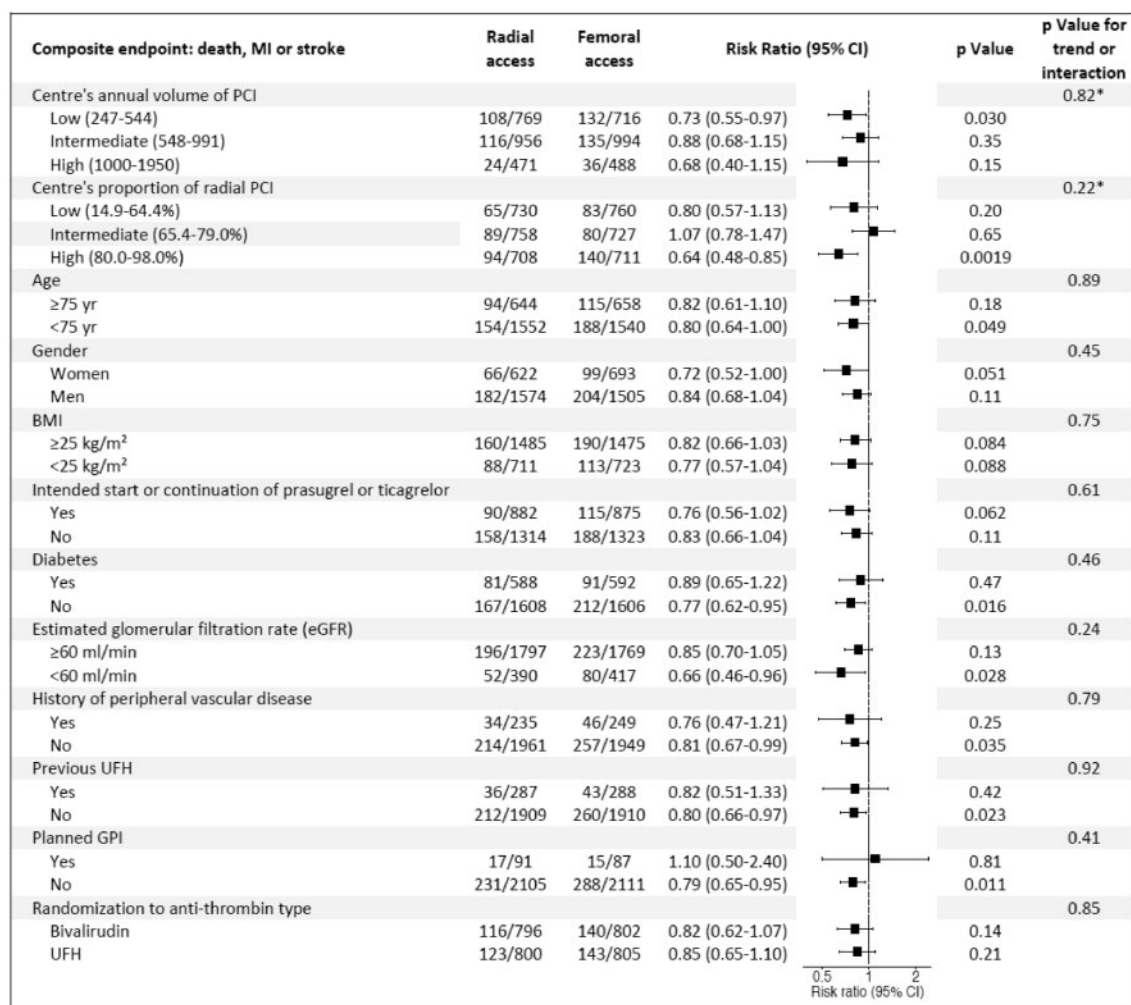 Composite endpoint: death, MI or stroke Radial access Femoral access Risk Ratio (95% CI) p Value p Value for trend or interaction
Centre's annual volume of PCI 0.82*
Low (247-544) 108/769 132/716 0.73 (0.55-0.97) 0.030
Intermediate (548-991) 116/956 135/994 0.88 (0.68-1.15) 0.35
High (1000-1950) 24/471 36/488 0.68 (0.40-1.15) 0.15
Centre's proportion of radial PCI 0.22*
Low (14.9-64.4%) 65/730 83/760 0.80 (0.57-1.13) 0.20
Intermediate (65.4-79.0%) 89/758 80/727 1.07 (0.78-1.47) 0.65
High (80.0-98.0%) 94/708 140/711 0.64 (0.48-0.85) 0.0019
Age 0.89
≥75 yr 94/644 115/658 0.82 (0.61-1.10) 0.18
<75 yr 154/1552 188/1540 0.80 (0.64-1.00) 0.049
Gender 0.45
Women 66/622 99/693 0.72 (0.52-1.00) 0.051
Men 182/1574 204/1505 0.84 (0.68-1.04) 0.11
BMI 0.75
≥25 kg/m² 160/1485 190/1475 0.82 (0.66-1.03) 0.084
<25 kg/m² 88/711 113/723 0.77 (0.57-1.04) 0.088
Intended start or continuation of prasugrel or ticagrelor 0.61
Yes 90/882 115/875 0.76 (0.56-1.02) 0.062
No 158/1314 188/1323 0.83 (0.66-1.04) 0.11
Diabetes 0.46
Yes 81/588 91/592 0.89 (0.65-1.22) 0.47
No 167/1608 212/1606 0.77 (0.62-0.95) 0.016
Estimated glomerular filtration rate (eGFR) 0.24
≥60 ml/min 196/1797 223/1769 0.85 (0.70-1.05) 0.13
<60 ml/min 52/390 80/417 0.66 (0.46-0.96) 0.028
History of peripheral vascular disease 0.79
Yes 34/235 46/249 0.76 (0.47-1.21) 0.25
No 214/1961 257/1949 0.81 (0.67-0.99) 0.035
Previous UFH 0.92
Yes 36/287 43/288 0.82 (0.51-1.33) 0.42
No 212/1909 260/1910 0.80 (0.66-0.97) 0.023
Planned GPI 0.41
Yes 17/91 15/87 1.10 (0.50-2.40) 0.81
No 231/2105 288/2111 0.79 (0.65-0.95) 0.011
Randomization to anti-thrombin type 0.85
Bivalirudin 116/796 140/802 0.82 (0.62-1.07) 0.14
UFH 123/800 143/805 0.85 (0.65-1.10) 0.21
0.5 1 2
Risk ratio (95% CI)